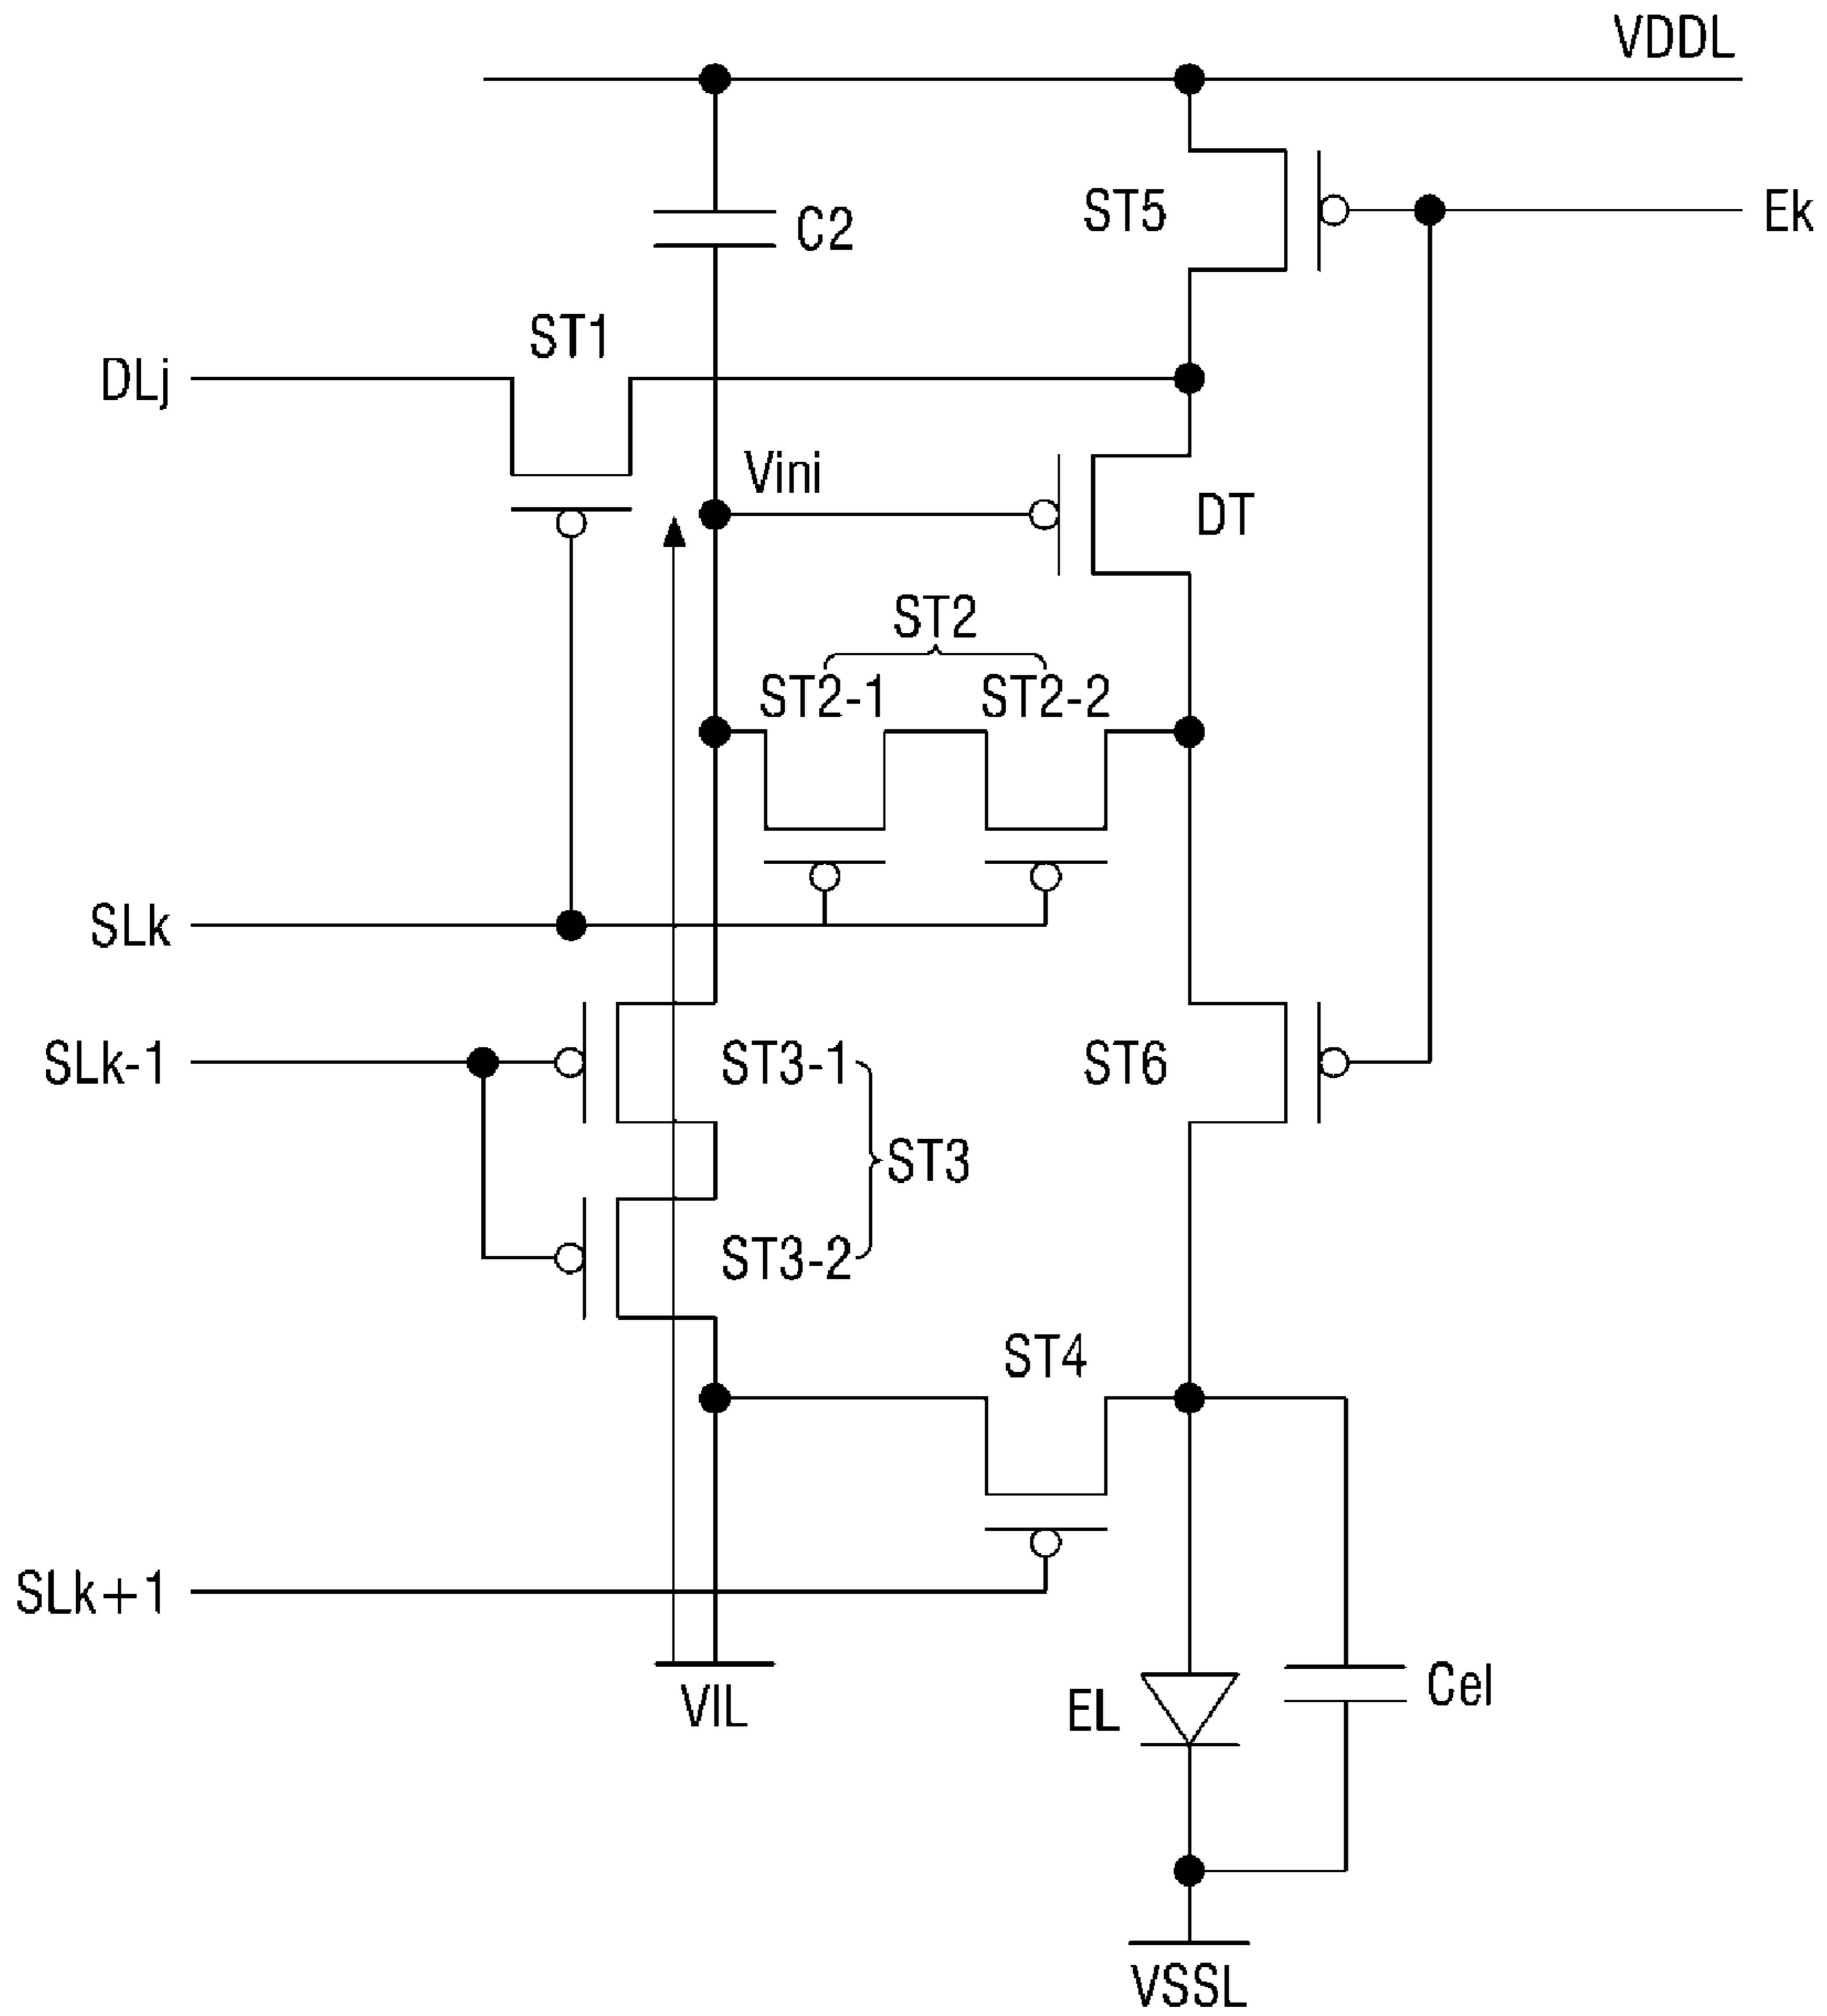 VDDL
C2
ST5
Ek
ST1
DLj
Vini
DT
ST2
ST2-1
ST2-2
SLk
SLk-1
ST3-1
ST6
ST3
ST3-2
ST4
SLk+1
VIL
EL
Cel
VSSL